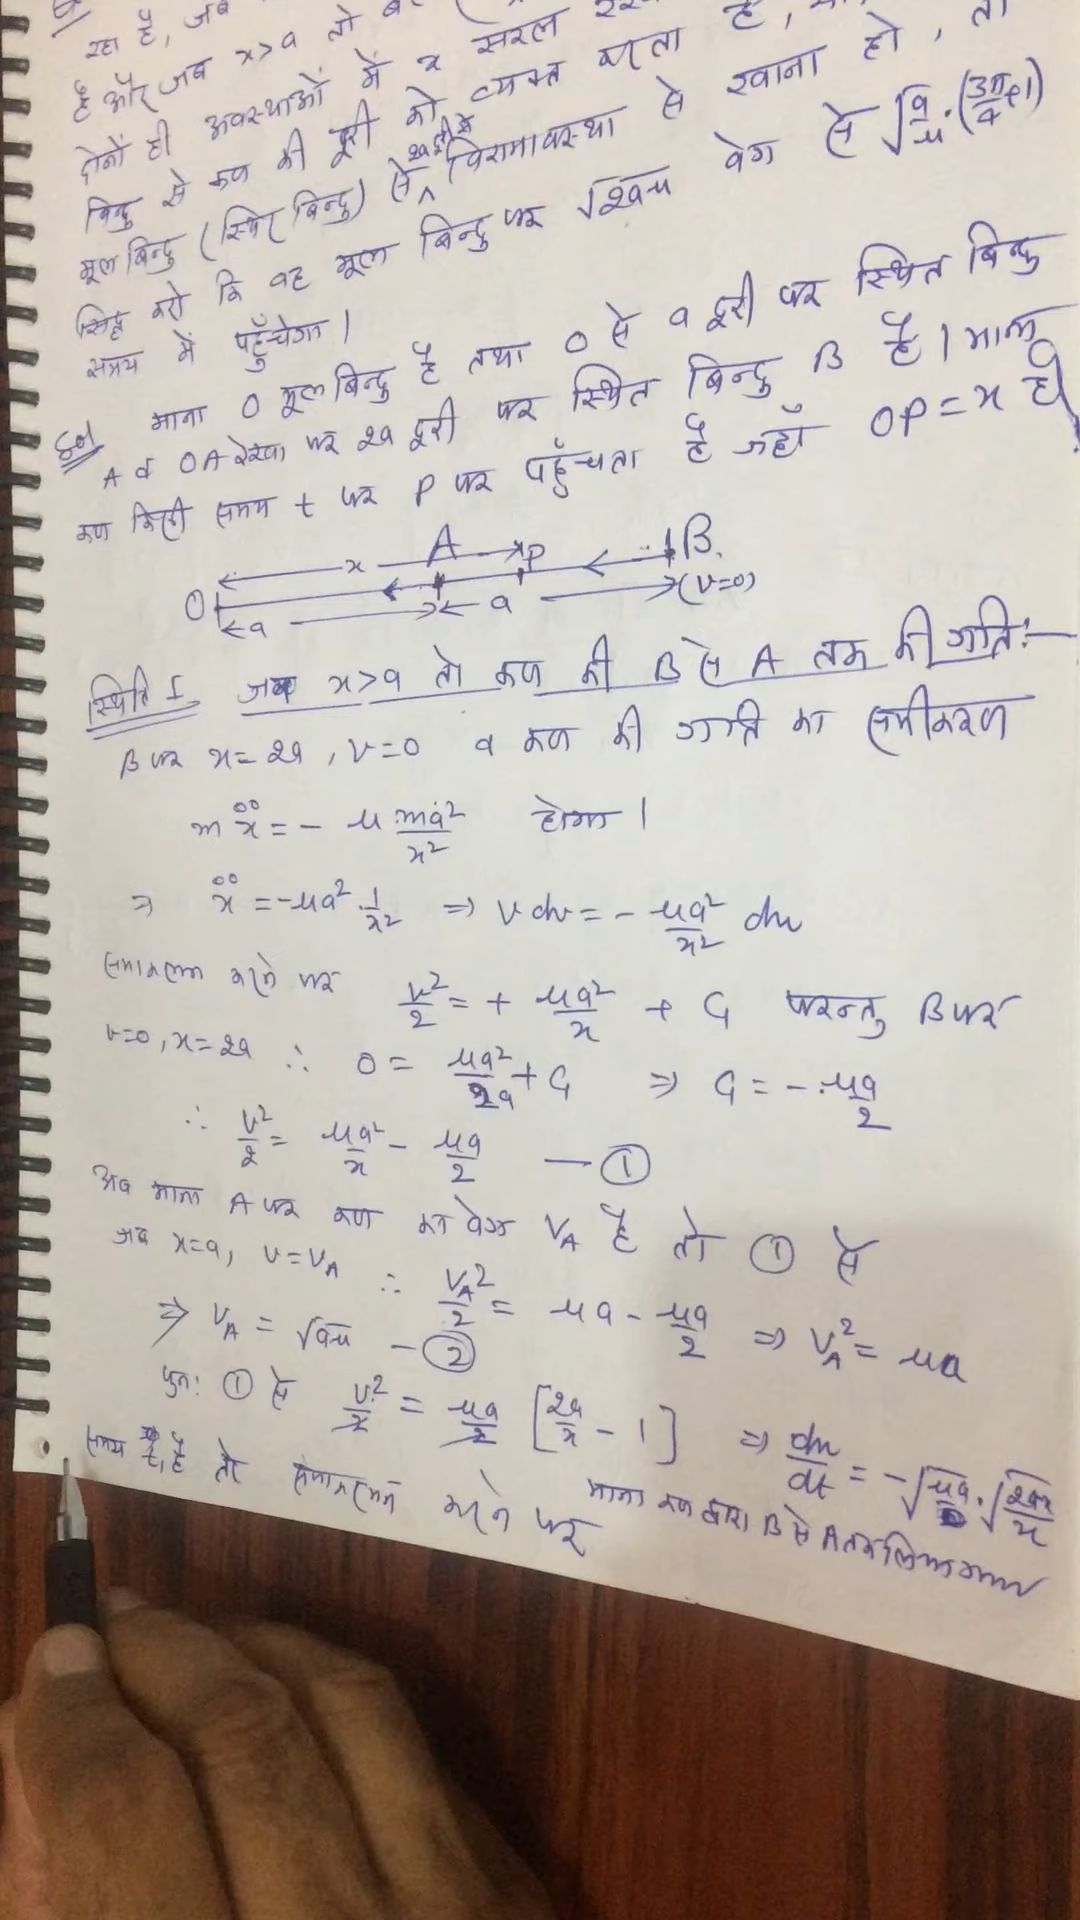 रहा है, जब
है और जब x>a तो
दोनों ही अवस्थाओं में x सरल
बिन्दु से कण की दूरी को व्यक्त करता है,
मूल बिन्दु (स्थिर बिन्दु) से विरामावस्था से रवाना हो, तो
सिद्ध करो कि वह मूल बिन्दु पर √2aμ वेग से √a/μ · (3π/4+1)
समय में पहुँचेगा।
हल माना O मूल बिन्दु है तथा O से a दूरी पर स्थित बिन्दु
A व OA रेखा पर 2a दूरी पर स्थित बिन्दु B है। माना
कण किसी समय t पर P पर पहुँचता है जहाँ OP = x है
x A P B.
O a a (v=0)
स्थिति I जब x>a तो कण की B से A तक की गति:-
B पर x = 2a, v=0 व कण की गति का समीकरण
mẍ = - μ ma²/x² होगा।
⇒ ẍ = -μa² · 1/x² ⇒ v dv = - μa²/x² dx
समाकलन करने पर v²/2 = + μa²/x + C₁ परन्तु B पर
v=0, x=2a ∴ 0 = μa²/2a + C₁ ⇒ C₁ = - μa/2
∴ v²/2 = μa²/x - μa/2 — ①
अब माना A पर कण का वेग V_A है तो ① से
जब x=a, v=V_A ∴ V_A²/2 = μa - μa/2 ⇒ V_A² = μa
⇒ V_A = √aμ — ②
पुनः ① से v²/2 = μa/2 [2a/x - 1] ⇒ dx/dt = -√μa · √2a-x/x
माना कण द्वारा B से A तक लिया गया
समय t₁ है तो समाकलन करने पर